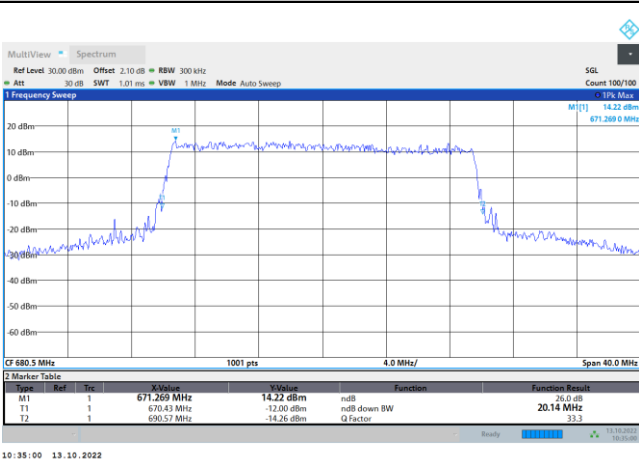 MultiView Spectrum
Ref Level 30.00 dBm Offset 2.10 dB RBW 300 kHz SGL
Att 30 dB SWT 1.01 ms VBW 1 MHz Mode Auto Sweep Count 100/100
1 Frequency Sweep 1Pk Max
M1[1] 14.22 dBm
671.269 0 MHz
M1
20 dBm
10 dBm
0 dBm
-10 dBm
-20 dBm
-30 dBm
-40 dBm
-50 dBm
-60 dBm
CF 680.5 MHz 1001 pts 4.0 MHz/ Span 40.0 MHz
2 Marker Table
Type Ref Trc X-Value Y-Value Function Function Result
M1 1 671.269 MHz 14.22 dBm ndB 26.0 dB
T1 1 670.43 MHz -12.00 dBm ndB down BW 20.14 MHz
T2 1 690.57 MHz -14.26 dBm Q Factor 33.3
Ready 13.10.2022
10:35:00
10:35:00 13.10.2022